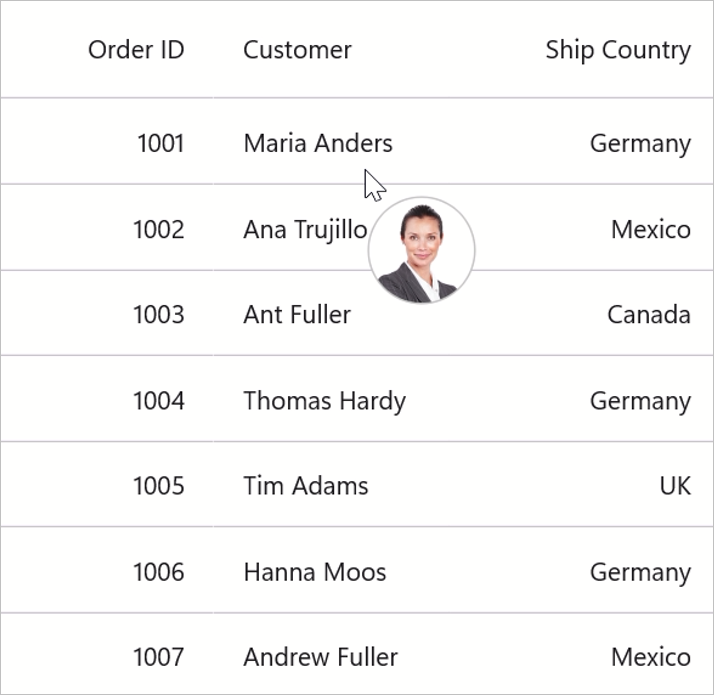 Order ID Customer Ship Country
1001 Maria Anders Germany
1002 Ana Trujillo Mexico
1003 Ant Fuller Canada
1004 Thomas Hardy Germany
1005 Tim Adams UK
1006 Hanna Moos Germany
1007 Andrew Fuller Mexico